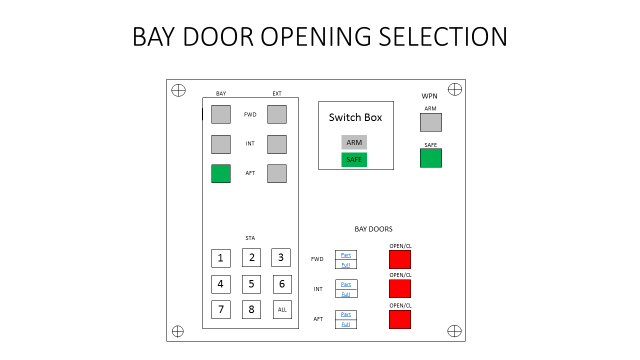 BAY DOOR OPENING SELECTION
BAY EXT
FWD
INT
AFT
Switch Box
ARM
SAFE
WPN
ARM
SAFE
STA
1 2 3
4 5 6
7 8 ALL
BAY DOORS
OPEN/CL
FWD Part
Full
OPEN/CL
INT Part
Full
OPEN/CL
AFT Part
Full